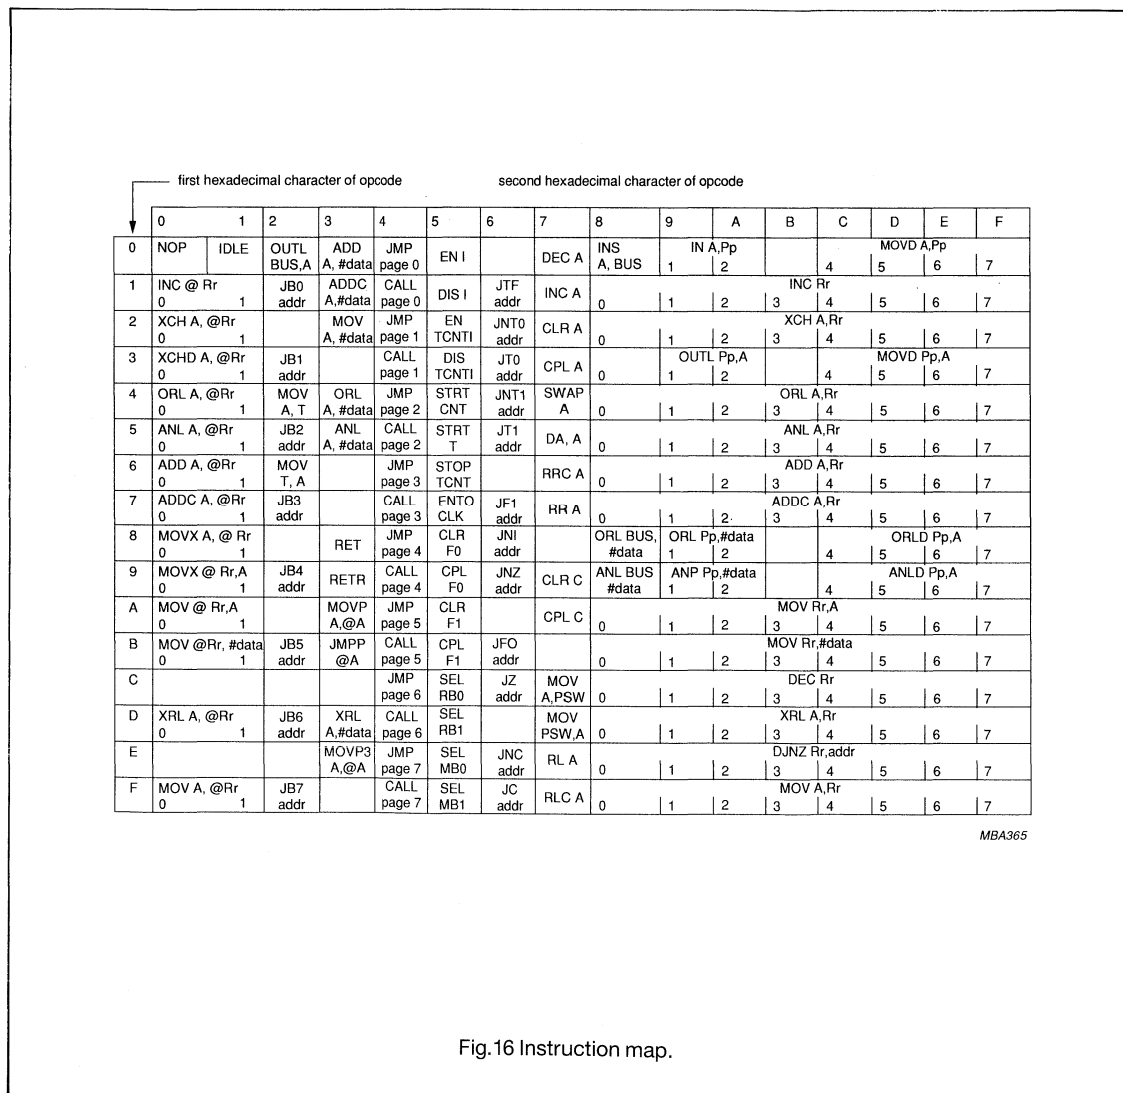 first hexadecimal character of opcode second hexadecimal character of opcode
0 1 2 3 4 5 6 7 8 9 A B C D E F
0 NOP IDLE OUTL ADD JMP EN I DEC A INS IN A,Pp MOVD A,Pp
BUS,A A, #data page 0 A, BUS 1 2 4 5 6 7
1 INC @ Rr JB0 ADDC CALL DIS I JTF INC A INC Rr
0 1 addr A,#data page 0 addr 0 1 2 3 4 5 6 7
2 XCH A, @Rr MOV JMP EN JNT0 CLR A XCH A,Rr
0 1 A, #data page 1 TCNTI addr 0 1 2 3 4 5 6 7
3 XCHD A, @Rr JB1 CALL DIS JT0 CPL A OUTL Pp,A MOVD Pp,A
0 1 addr page 1 TCNTI addr 0 1 2 4 5 6 7
4 ORL A, @Rr MOV ORL JMP STRT JNT1 SWAP ORL A,Rr
0 1 A, T A, #data page 2 CNT addr A 0 1 2 3 4 5 6 7
5 ANL A, @Rr JB2 ANL CALL STRT JT1 DA, A ANL A,Rr
0 1 addr A, #data page 2 T addr 0 1 2 3 4 5 6 7
6 ADD A, @Rr MOV JMP STOP RRC A ADD A,Rr
0 1 T, A page 3 TCNT 0 1 2 3 4 5 6 7
7 ADDC A, @Rr JB3 CALL ENTO JF1 RR A ADDC A,Rr
0 1 addr page 3 CLK addr 0 1 2 3 4 5 6 7
8 MOVX A, @ Rr RET JMP CLR JNI ORL BUS, ORL Pp,#data ORLD Pp,A
0 1 page 4 F0 addr #data 1 2 4 5 6 7
9 MOVX @ Rr,A JB4 RETR CALL CPL JNZ CLR C ANL BUS ANP Pp,#data ANLD Pp,A
0 1 addr page 4 F0 addr #data 1 2 4 5 6 7
A MOV @ Rr,A MOVP JMP CLR CPL C MOV Rr,A
0 1 A,@A page 5 F1 0 1 2 3 4 5 6 7
B MOV @Rr, #data JB5 JMPP CALL CPL JFO MOV Rr,#data
0 1 addr @A page 5 F1 addr 0 1 2 3 4 5 6 7
C JMP SEL JZ MOV DEC Rr
page 6 RB0 addr A,PSW 0 1 2 3 4 5 6 7
D XRL A, @Rr JB6 XRL CALL SEL MOV XRL A,Rr
0 1 addr A,#data page 6 RB1 PSW,A 0 1 2 3 4 5 6 7
E MOVP3 JMP SEL JNC RL A DJNZ Rr,addr
A,@A page 7 MB0 addr 0 1 2 3 4 5 6 7
F MOV A, @Rr JB7 CALL SEL JC RLC A MOV A,Rr
0 1 addr page 7 MB1 addr 0 1 2 3 4 5 6 7
MBA365
Fig.16 Instruction map.